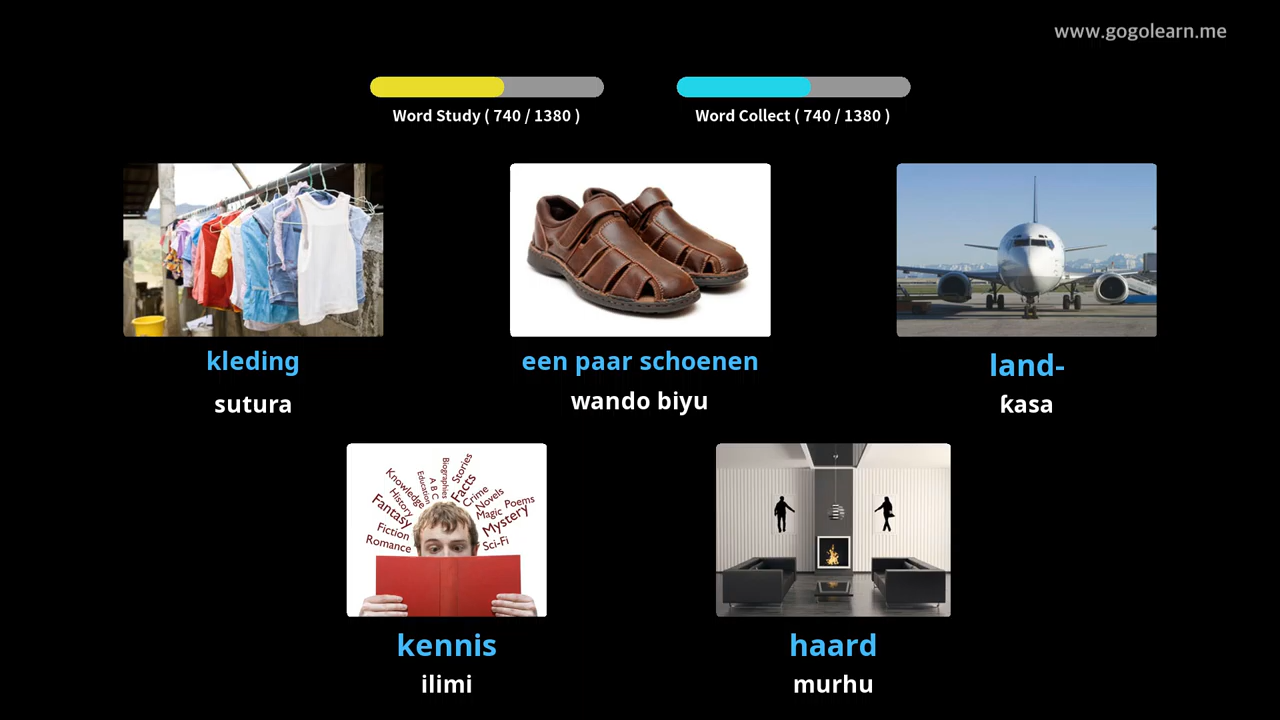 www.gogolearn.me
Word Study ( 740 / 1380 )
Word Collect ( 740 / 1380 )
kleding
een paar schoenen
land-
sutura
wando biyu
ƙasa
Knowledge
History
Fantasy
Fiction
Romance
Education
A B C
Biographies
Stories
Facts
Crime
Novels
Magic
Poems
Mystery
Sci-Fi
kennis
haard
ilimi
murhu